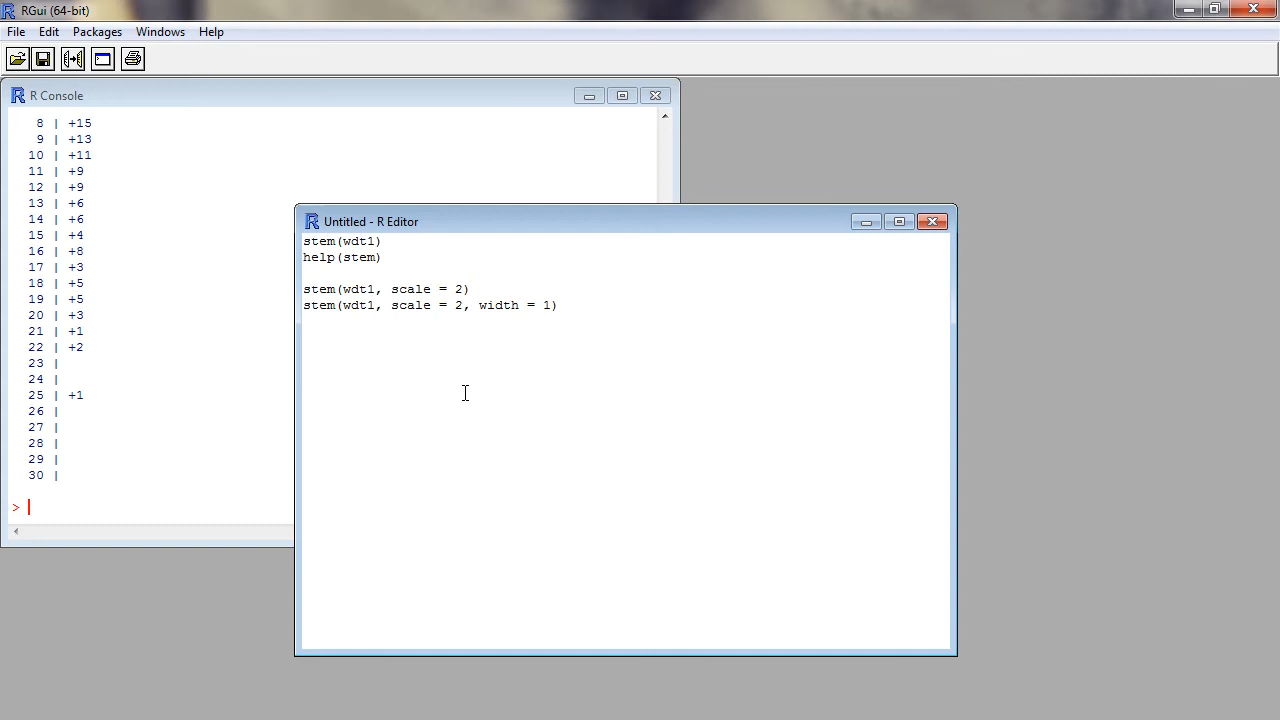 RGui (64-bit)
File Edit Packages Windows Help
R Console
8 | +15
9 | +13
10 | +11
11 | +9
12 | +9
13 | +6
14 | +6
15 | +4
16 | +8
17 | +3
18 | +5
19 | +5
20 | +3
21 | +1
22 | +2
23 |
24 |
25 | +1
26 |
27 |
28 |
29 |
30 |
>
Untitled - R Editor
stem(wdt1)
help(stem)
stem(wdt1, scale = 2)
stem(wdt1, scale = 2, width = 1)